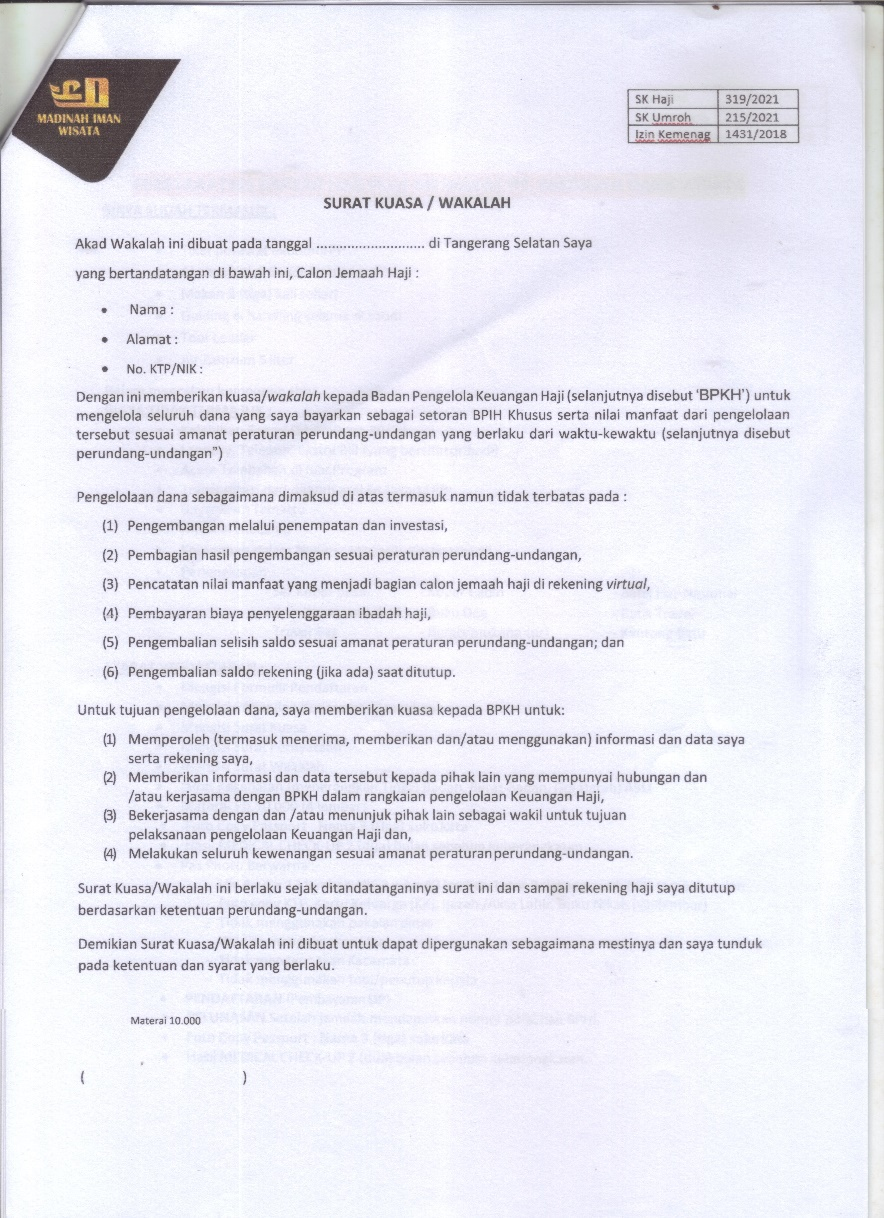 MADINAH IMAN
WISATA
SK Haji 319/2021
SK Umroh 215/2021
Izin Kemenag 1431/2018
SURAT KUASA / WAKALAH
Akad Wakalah ini dibuat pada tanggal ............................ di Tangerang Selatan Saya
yang bertandatangan di bawah ini, Calon Jemaah Haji :
• Nama :
• Alamat :
• No. KTP/NIK :
Dengan ini memberikan kuasa/wakalah kepada Badan Pengelola Keuangan Haji (selanjutnya disebut 'BPKH') untuk
mengelola seluruh dana yang saya bayarkan sebagai setoran BPIH Khusus serta nilai manfaat dari pengelolaan
tersebut sesuai amanat peraturan perundang-undangan yang berlaku dari waktu-kewaktu (selanjutnya disebut
perundang-undangan")
Pengelolaan dana sebagaimana dimaksud di atas termasuk namun tidak terbatas pada :
(1) Pengembangan melalui penempatan dan investasi,
(2) Pembagian hasil pengembangan sesuai peraturan perundang-undangan,
(3) Pencatatan nilai manfaat yang menjadi bagian calon jemaah haji di rekening virtual,
(4) Pembayaran biaya penyelenggaraan ibadah haji,
(5) Pengembalian selisih saldo sesuai amanat peraturan perundang-undangan; dan
(6) Pengembalian saldo rekening (jika ada) saat ditutup.
Untuk tujuan pengelolaan dana, saya memberikan kuasa kepada BPKH untuk:
(1) Memperoleh (termasuk menerima, memberikan dan/atau menggunakan) informasi dan data saya
serta rekening saya,
(2) Memberikan informasi dan data tersebut kepada pihak lain yang mempunyai hubungan dan
/atau kerjasama dengan BPKH dalam rangkaian pengelolaan Keuangan Haji,
(3) Bekerjasama dengan dan /atau menunjuk pihak lain sebagai wakil untuk tujuan
pelaksanaan pengelolaan Keuangan Haji dan,
(4) Melakukan seluruh kewenangan sesuai amanat peraturan perundang-undangan.
Surat Kuasa/Wakalah ini berlaku sejak ditandatanganinya surat ini dan sampai rekening haji saya ditutup
berdasarkan ketentuan perundang-undangan.
Demikian Surat Kuasa/Wakalah ini dibuat untuk dapat dipergunakan sebagaimana mestinya dan saya tunduk
pada ketentuan dan syarat yang berlaku.
Materai 10.000
( )